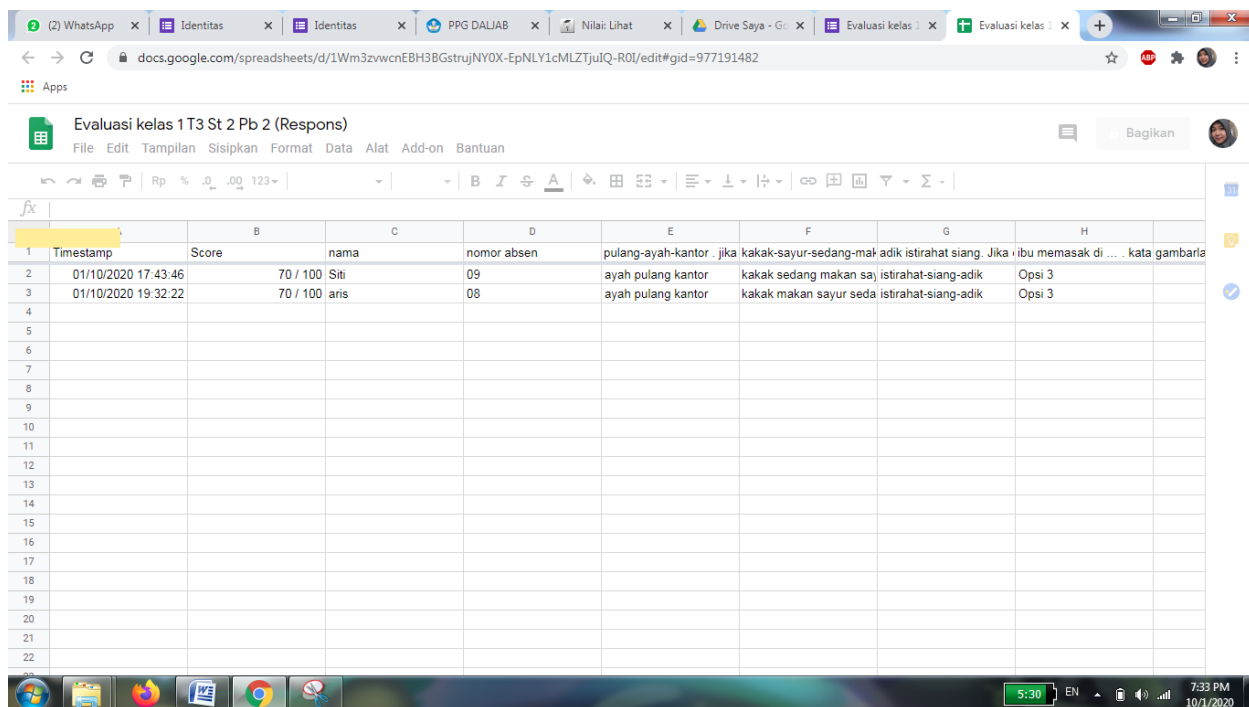 (2) WhatsApp Identitas Identitas PPG DALJAB Nilai: Lihat Drive Saya - Go Evaluasi kelas 1 Evaluasi kelas 1
docs.google.com/spreadsheets/d/1Wm3zvwcnEBH3BGstrujNY0X-EpNLY1cMLZTjuIQ-R0I/edit#gid=977191482
ABP
Apps
Evaluasi kelas 1 T3 St 2 Pb 2 (Respons)
File Edit Tampilan Sisipkan Format Data Alat Add-on Bantuan
Bagikan
Rp % .0 .00 123 B I S A
31
fx
B C D E F G H
1 Timestamp Score nama nomor absen pulang-ayah-kantor . jika kakak-sayur-sedang-mak adik istirahat siang. Jika ibu memasak di ... . kata gambarla
2 01/10/2020 17:43:46 70 / 100 Siti 09 ayah pulang kantor kakak sedang makan say istirahat-siang-adik Opsi 3
3 01/10/2020 19:32:22 70 / 100 aris 08 ayah pulang kantor kakak makan sayur seda istirahat-siang-adik Opsi 3
4
5
6
7
8
9
10
11
12
13
14
15
16
17
18
19
20
21
22
5:30 EN 7:33 PM
10/1/2020